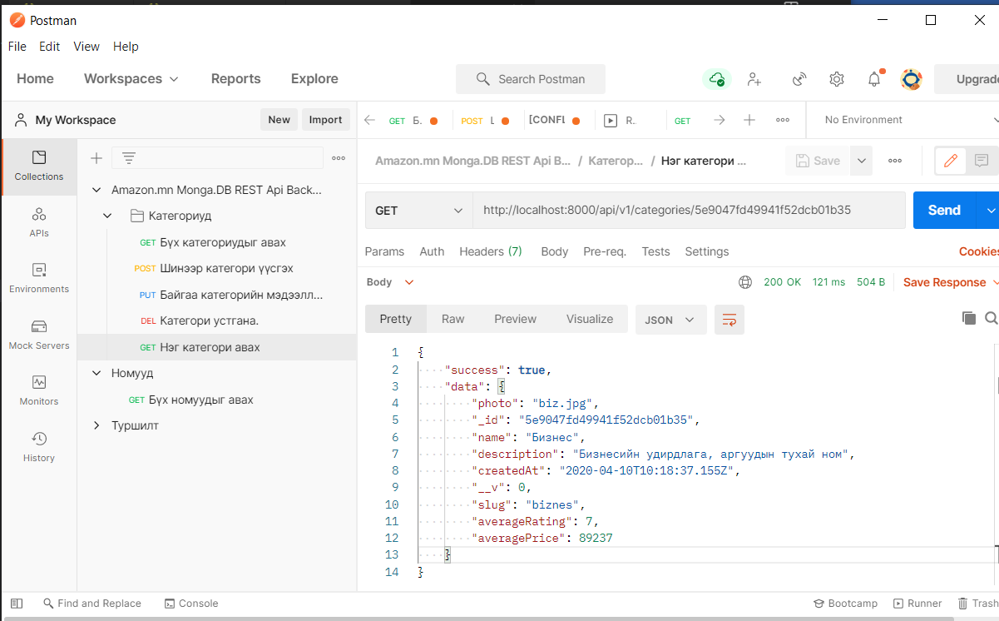 Postman
File Edit View Help
Home Workspaces Reports Explore Search Postman Upgrade
My Workspace New Import
GET Б. POST [CONFL R. GET No Environment
Collections
APIs
Environments
Mock Servers
Monitors
History
Amazon.mn Monga.DB REST Api Back...
Категориуд
GET Бүх категориудыг авах
POST Шинээр категори үүсгэх
PUT Байгаа категорийн мэдээлл...
DEL Категори устгана.
GET Нэг категори авах
Номууд
GET Бүх номуудыг авах
Туршилт
Amazon.mn Monga.DB REST Api B... / Категор... / Нэг категори ... Save
GET http://localhost:8000/api/v1/categories/5e9047fd49941f52dcb01b35 Send
Params Auth Headers (7) Body Pre-req. Tests Settings Cookies
Body 200 OK 121 ms 504 B Save Response
Pretty Raw Preview Visualize JSON
1 {
2 "success": true,
3 "data": {
4 "photo": "biz.jpg",
5 "_id": "5e9047fd49941f52dcb01b35",
6 "name": "Бизнес",
7 "description": "Бизнесийн удирдлага, аргуудын тухай ном",
8 "createdAt": "2020-04-10T10:18:37.155Z",
9 "__v": 0,
10 "slug": "biznes",
11 "averageRating": 7,
12 "averagePrice": 89237
13 }
14 }
Find and Replace Console Bootcamp Runner Trash